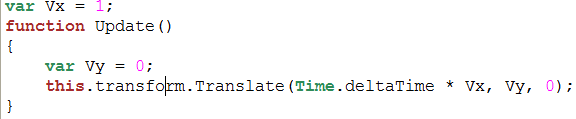 var Vx = 1;
function Update()
{
    var Vy = 0;
    this.transform.Translate(Time.deltaTime * Vx, Vy, 0);
}